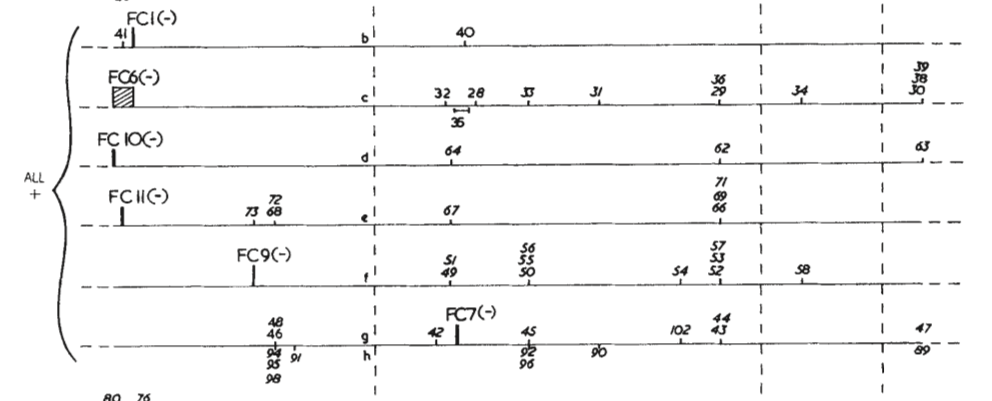 FC1(-)
41 b 40
FC6(-)
39
36 38
c 32 28 33 31 29 34 30
35
FC 10(-)
d 64 62 63
ALL
+
FC 11(-)
71
72 69
73 68 e 67 66
FC9(-)
56 57
51 55 53
f 49 50 54 52 58
FC7(-)
48 44
46 g 42 45 102 43 47
94 91 h 92 90 89
95 96
98
80 76